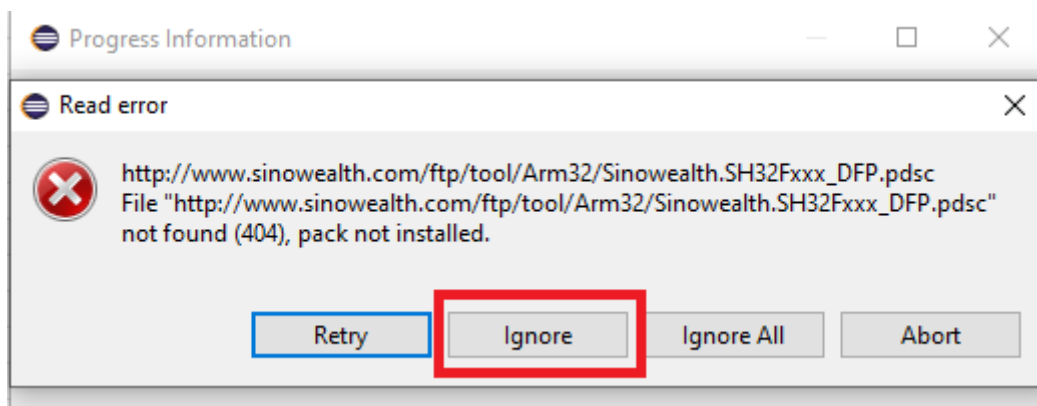 Progress Information
Read error
http://www.sinowealth.com/ftp/tool/Arm32/Sinowealth.SH32Fxxx_DFP.pdsc
File "http://www.sinowealth.com/ftp/tool/Arm32/Sinowealth.SH32Fxxx_DFP.pdsc"
not found (404), pack not installed.
Retry Ignore Ignore All Abort